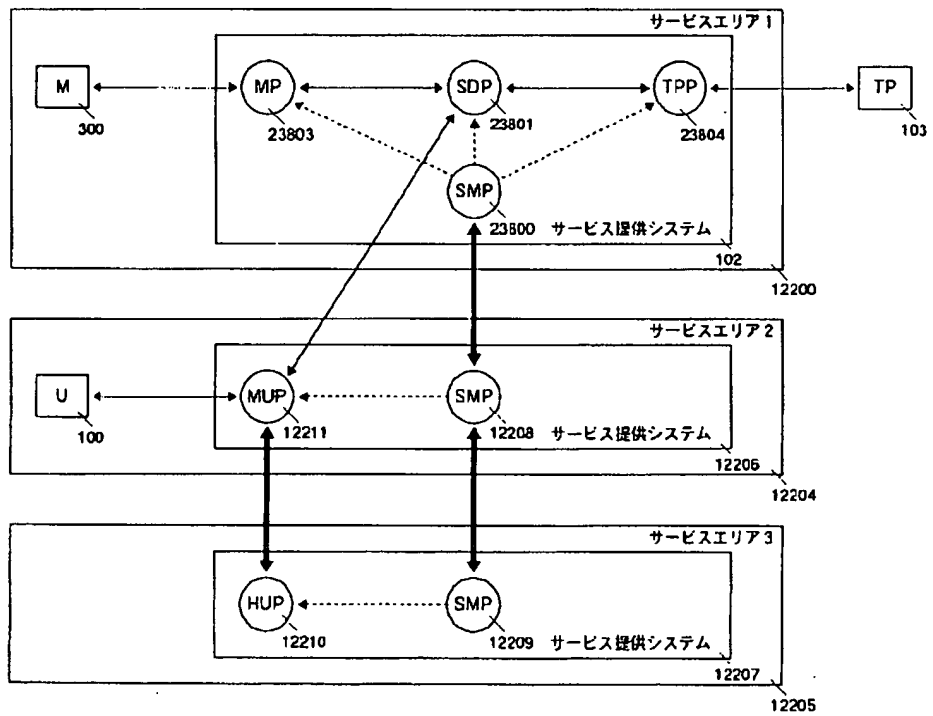 サービスエリア1
M
300
MP
23803
SDP
23801
TPP
23804
TP
103
SMP
23800
サービス提供システム
102
12200
サービスエリア2
U
100
MUP
12211
SMP
12208
サービス提供システム
12206
12204
サービスエリア3
HUP
12210
SMP
12209
サービス提供システム
12207
12205